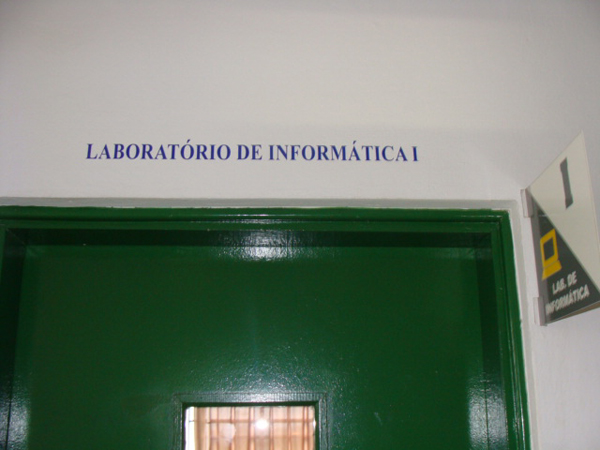 LABORATÓRIO DE INFORMÁTICA I
I
LAB. DE
INFORMÁTICA